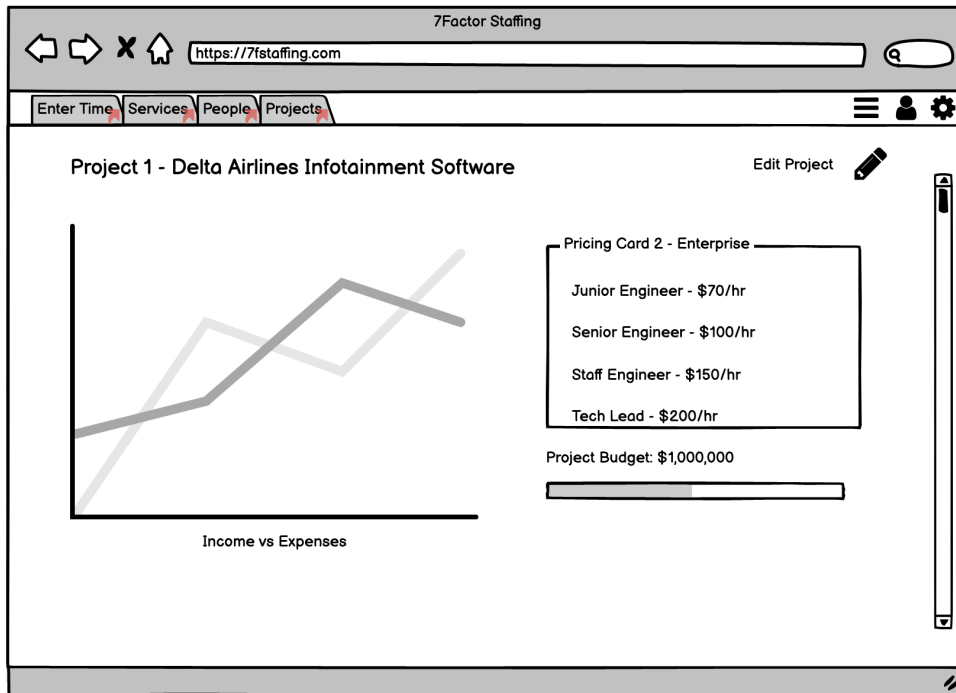 7Factor Staffing
https://7fstaffing.com
Enter Time Services People Projects
Project 1 - Delta Airlines Infotainment Software
Edit Project
Pricing Card 2 - Enterprise
Junior Engineer - $70/hr
Senior Engineer - $100/hr
Staff Engineer - $150/hr
Tech Lead - $200/hr
Project Budget: $1,000,000
Income vs Expenses